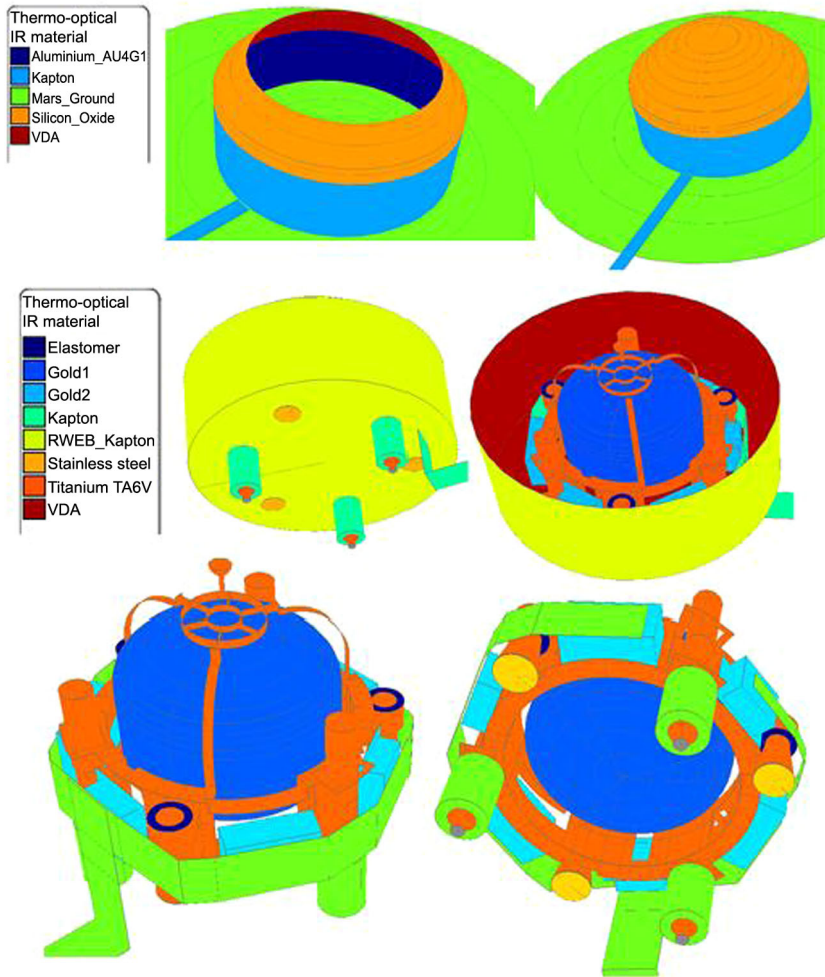 Thermo-optical
IR material
Aluminium_AU4G1
Kapton
Mars_Ground
Silicon_Oxide
VDA
Thermo-optical
IR material
Elastomer
Gold1
Gold2
Kapton
RWEB_Kapton
Stainless steel
Titanium TA6V
VDA